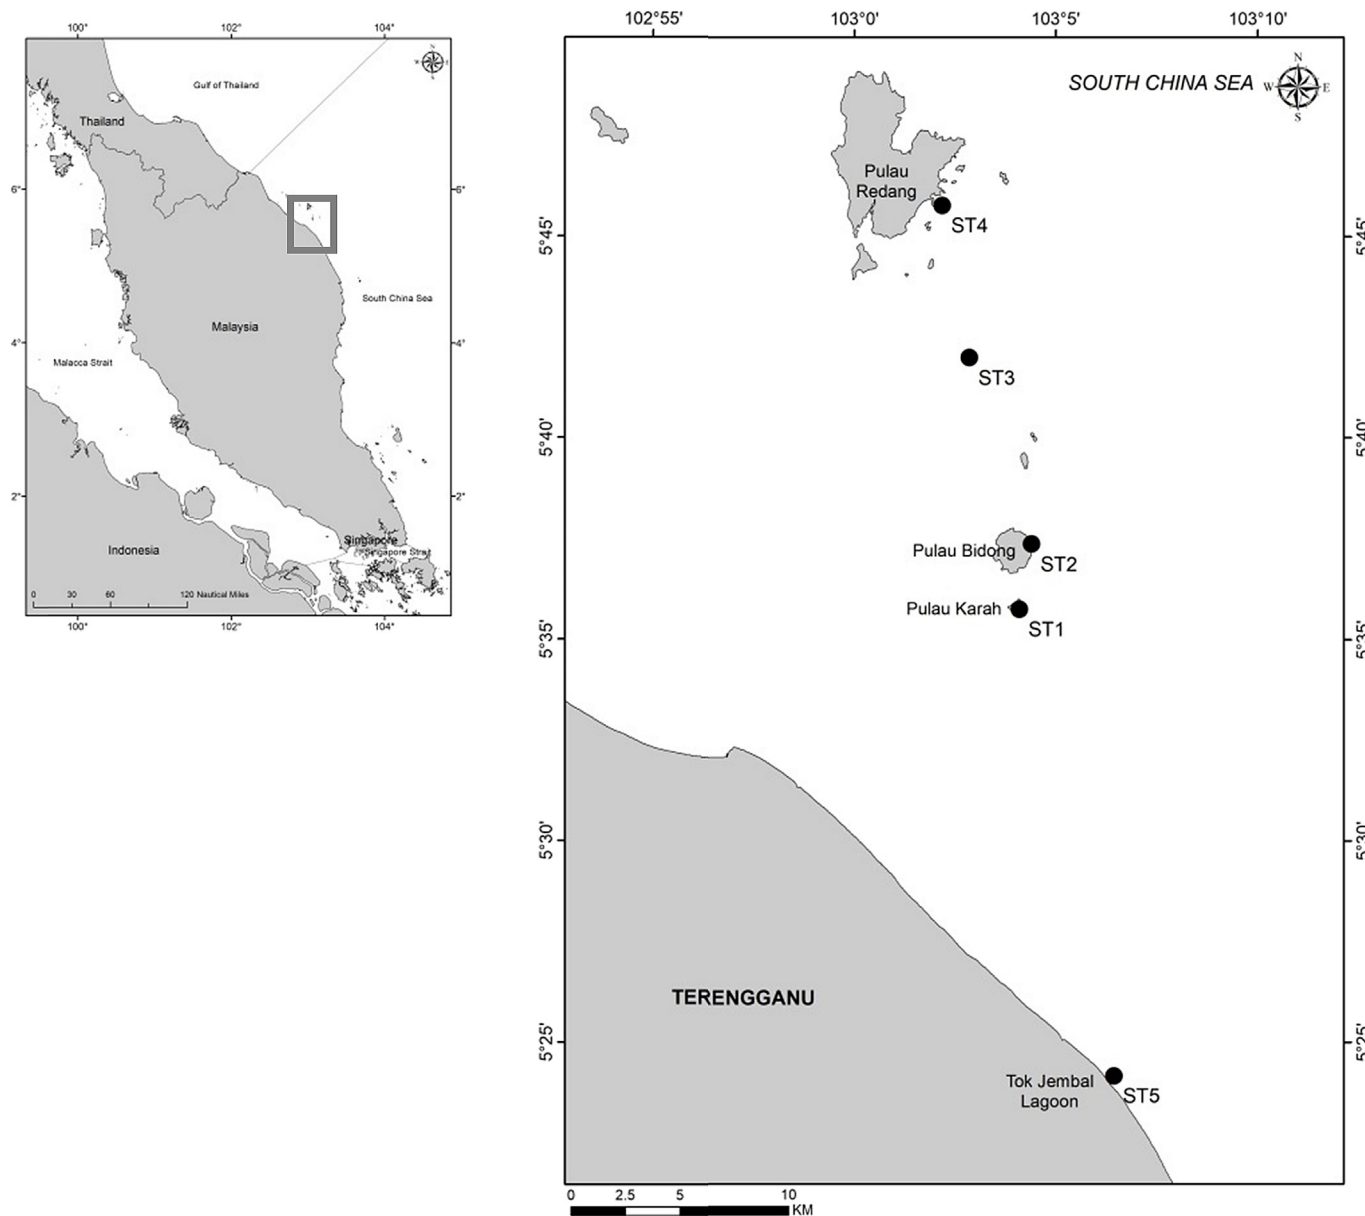 100°
102°
104°
N
W
E
S
Gulf of Thailand
Thailand
6°
6°
South China Sea
Malaysia
4°
4°
Malacca Strait
2°
2°
Singapore
Singapore Strait
Indonesia
0
30
60
120 Nautical Miles
100°
102°
104°
102°55'
103°0'
103°5'
103°10'
SOUTH CHINA SEA
N
W
E
S
Pulau
Redang
ST4
5°45'
5°45'
ST3
5°40'
5°40'
Pulau Bidong
ST2
Pulau Karah
ST1
5°35'
5°35'
5°30'
5°30'
TERENGGANU
5°25'
5°25'
Tok Jembal
Lagoon
ST5
0
2.5
5
10
KM